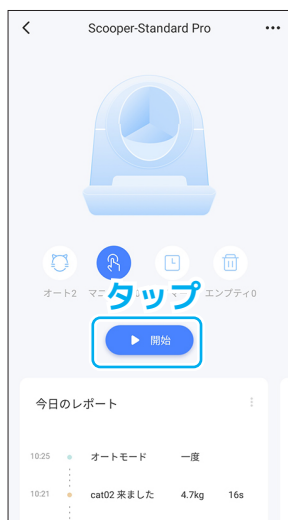 Scooper-Standard Pro
オート2
エンプティ0
タップ
開始
今日のレポート
10:25 オートモード 一度
10:21 cat02 来ました 4.7kg 16s